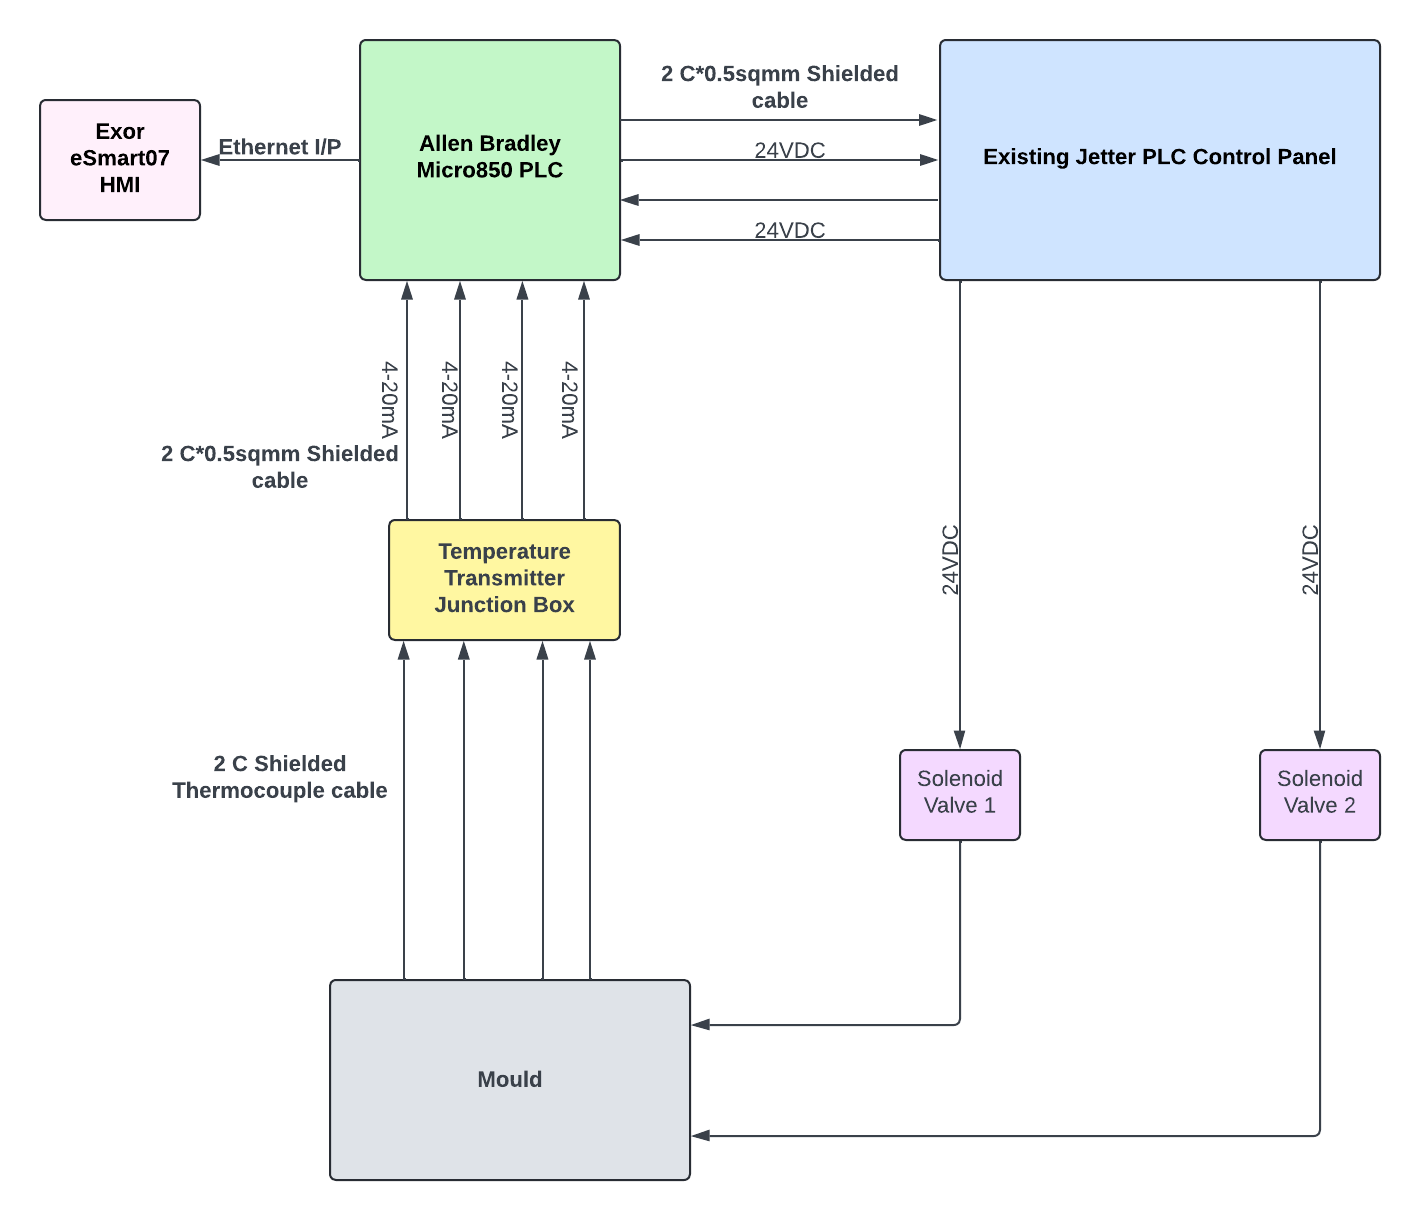 2 C*0.5sqmm Shielded
cable
Exor
eSmart07
HMI
Ethernet I/P
Allen Bradley
Micro850 PLC
24VDC
Existing Jetter PLC Control Panel
24VDC
4-20mA
4-20mA
4-20mA
4-20mA
2 C*0.5sqmm Shielded
cable
Temperature
Transmitter
Junction Box
24VDC
24VDC
2 C Shielded
Thermocouple cable
Solenoid
Valve 1
Solenoid
Valve 2
Mould